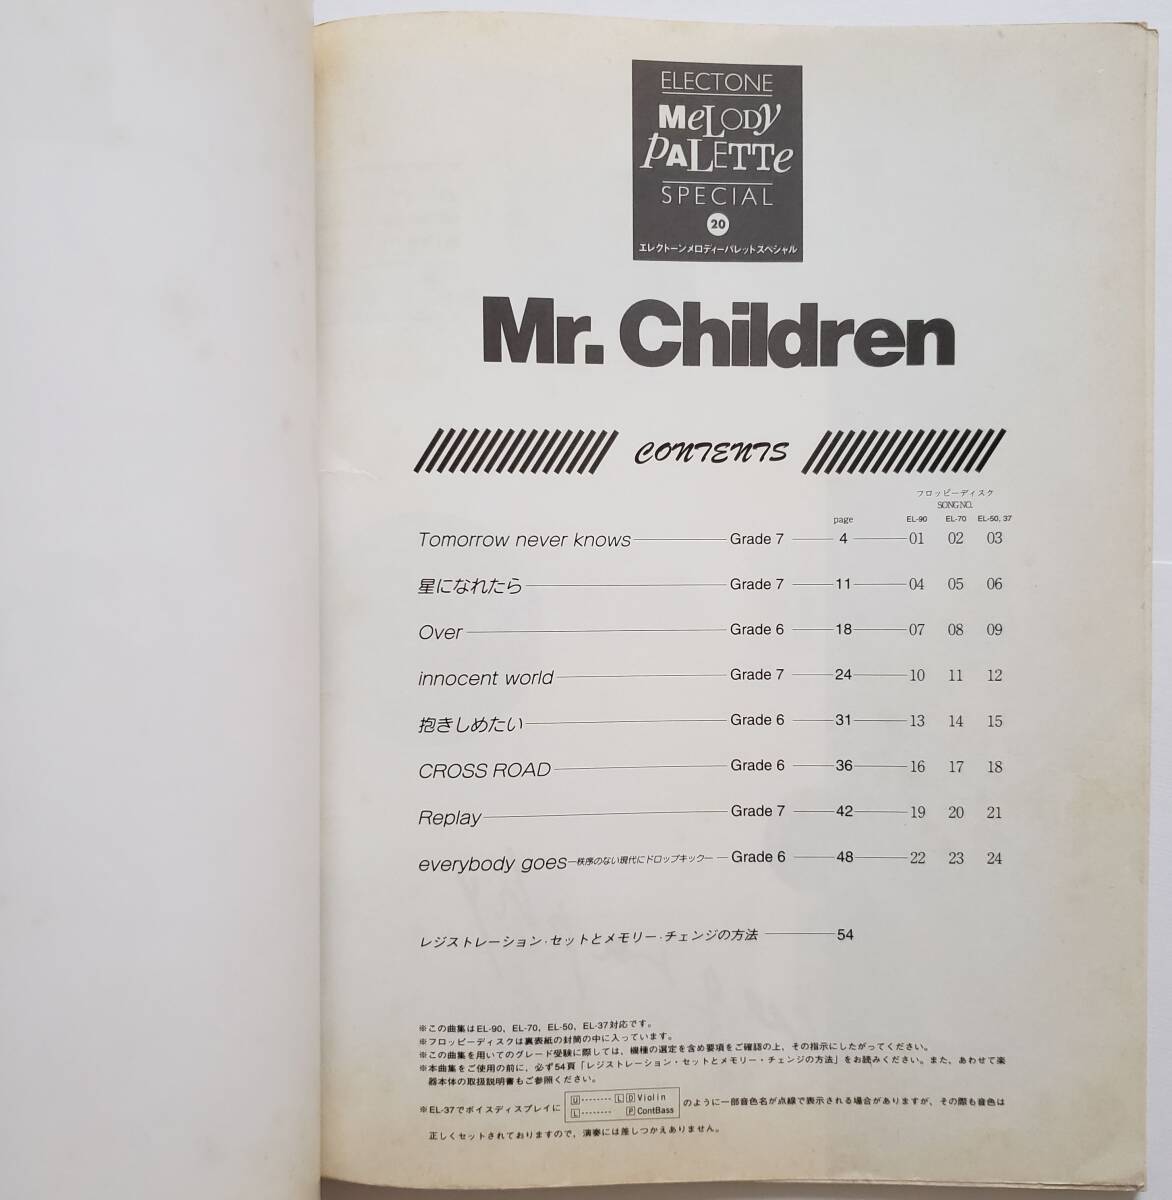 ELECTONE
MeLODy
PALETTe
SPECIAL
20
エレクトーンメロディーパレットスペシャル
Mr. Children
CONTENTS
フロッピーディスク
SONG NO.
page EL-90 EL-70 EL-50, 37
Tomorrow never knows Grade 7 4 01 02 03
星になれたら Grade 7 11 04 05 06
Over Grade 6 18 07 08 09
innocent world Grade 7 24 10 11 12
抱きしめたい Grade 6 31 13 14 15
CROSS ROAD Grade 6 36 16 17 18
Replay Grade 7 42 19 20 21
everybody goes—秩序のない現代にドロップキック— Grade 6 48 22 23 24
レジストレーション・セットとメモリー・チェンジの方法 54
※この曲集はEL-90，EL-70，EL-50，EL-37対応です。
※フロッピーディスクは裏表紙の封筒の中に入っています。
※この曲集を用いてのグレード受験に際しては、機種の選定を含め要項をご確認の上、その指示にしたがってください。
※本曲集をご使用の前に、必ず54頁「レジストレーション・セットとメモリー・チェンジの方法」をお読みください。また、あわせて楽
器本体の取扱説明書もご参照ください。
※EL-37でボイスディスプレイに U -------- L D Violin L -------- P ContBass のように一部音色名が点線で表示される場合がありますが、その際も音色は
正しくセットされておりますので、演奏には差しつかえありません。